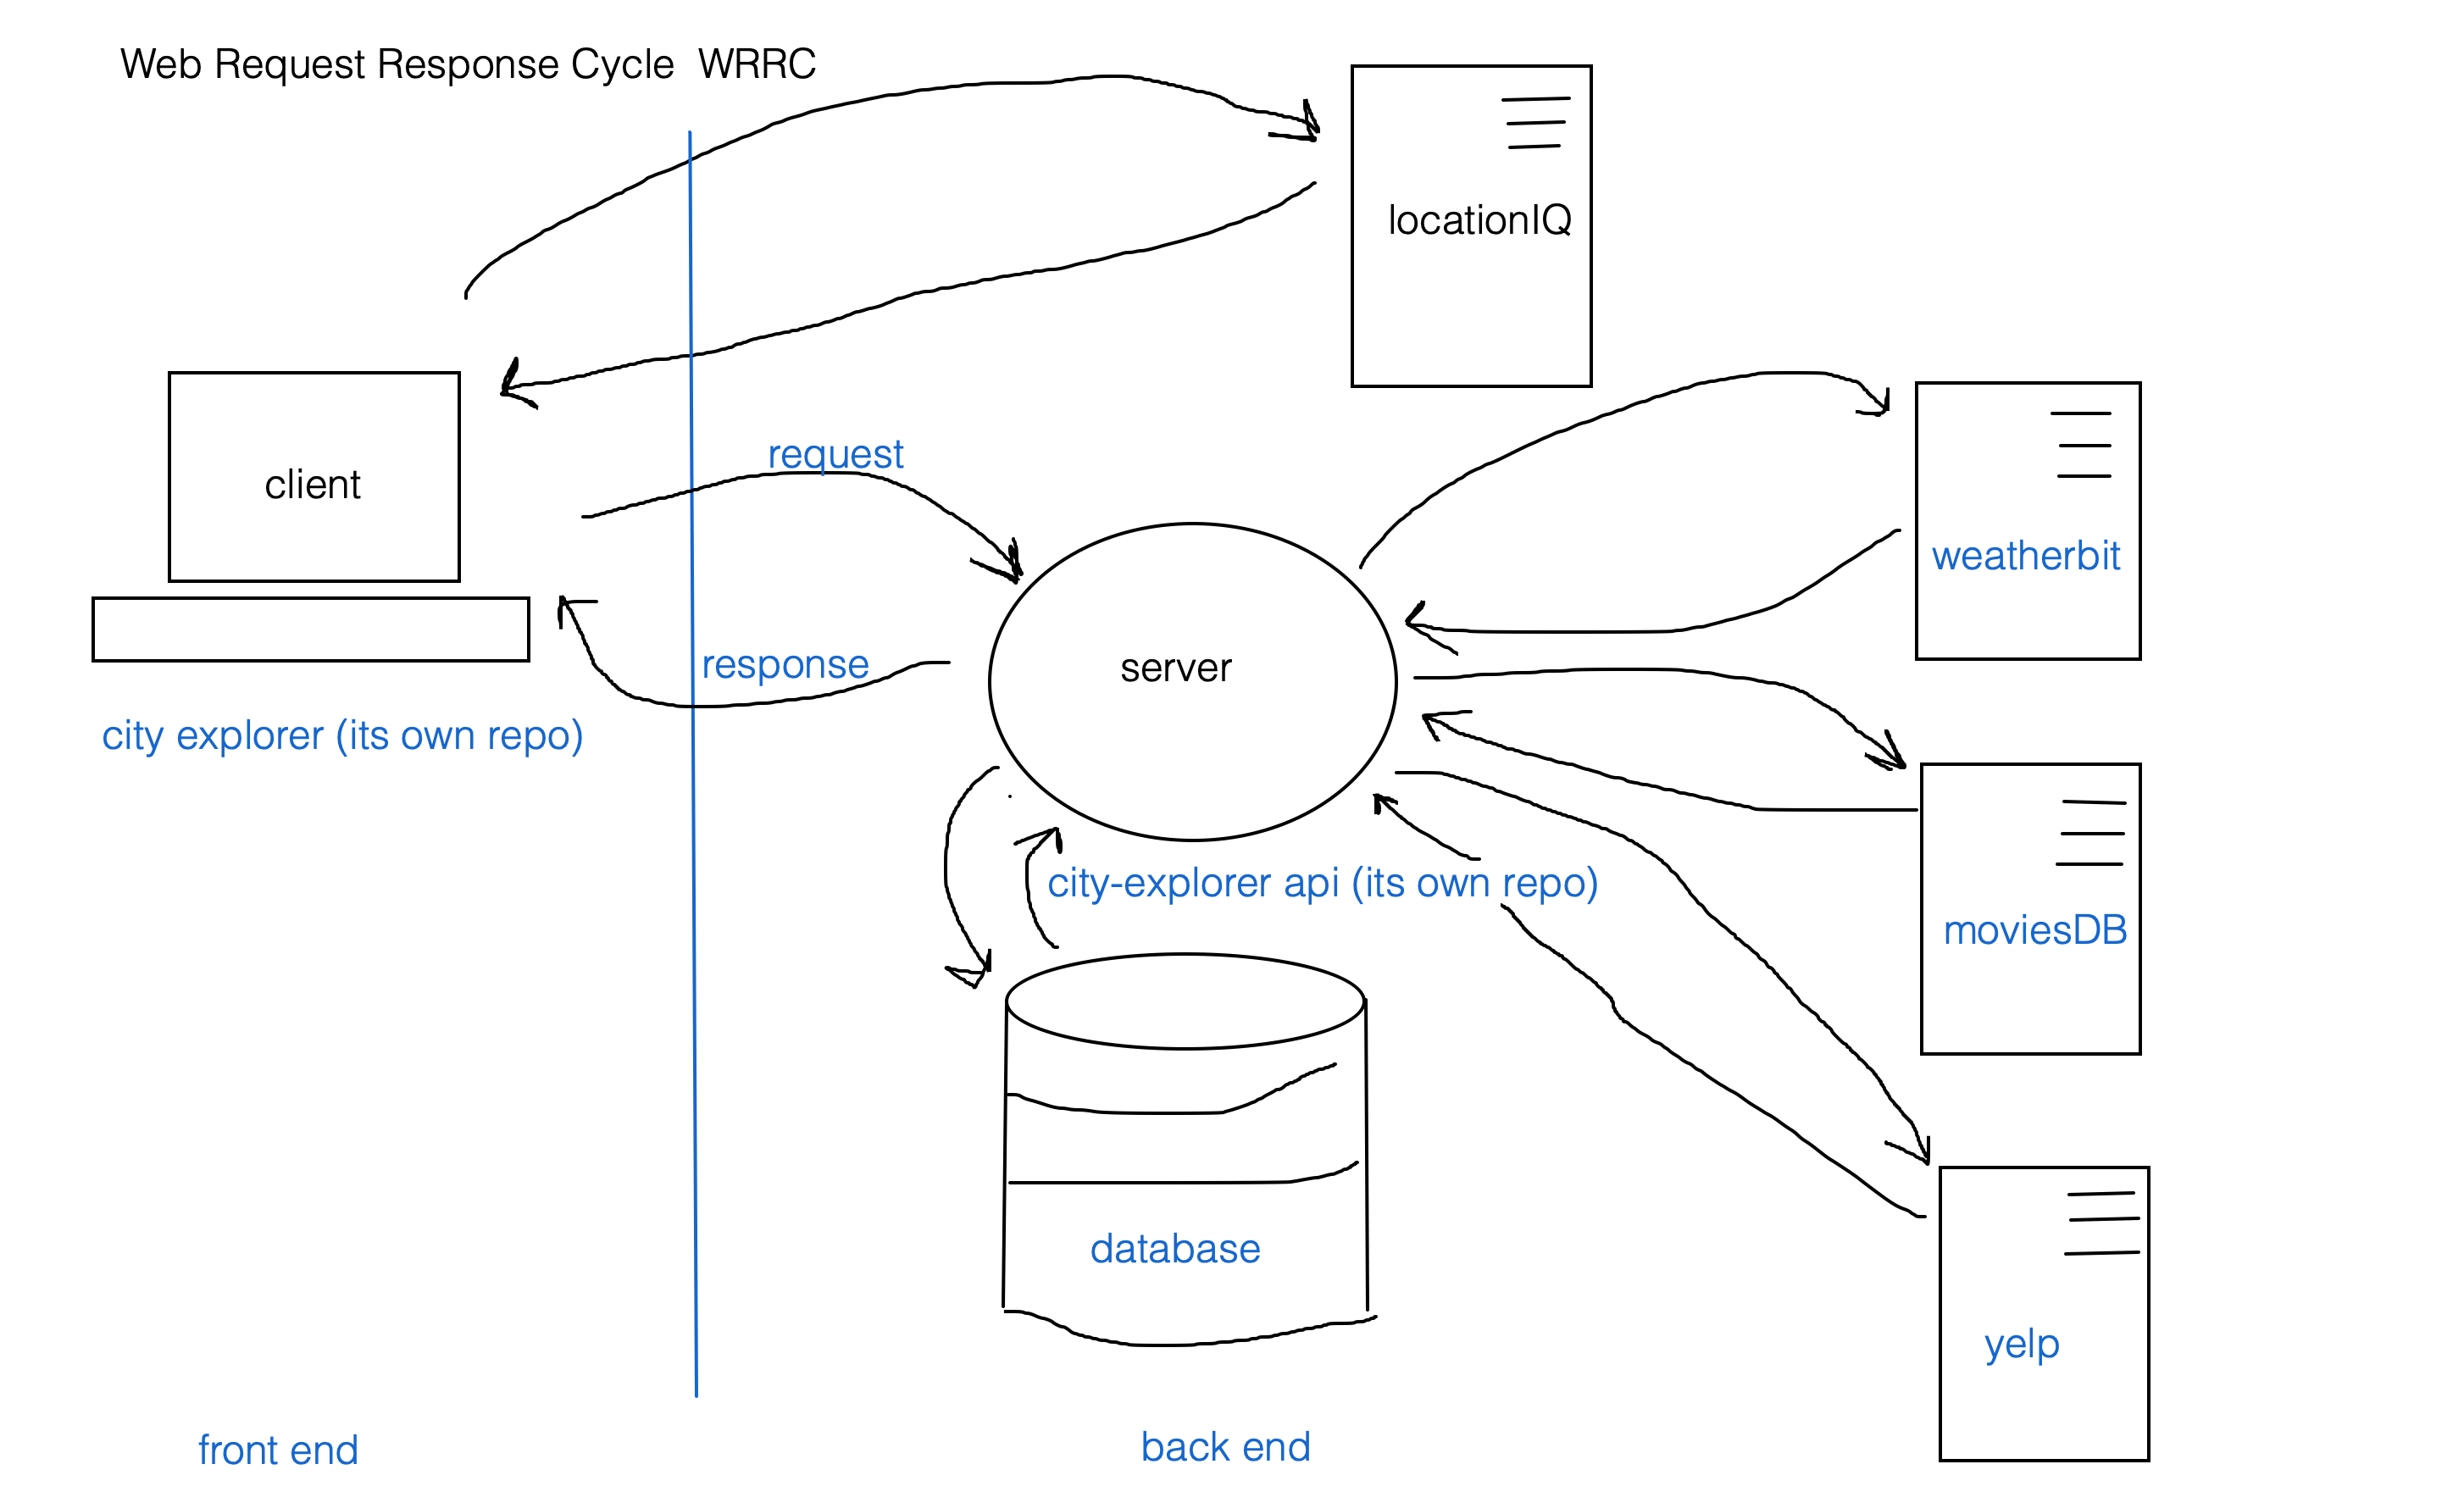 Web Request Response Cycle  WRRC
locationIQ
request
client
weatherbit
server
response
city explorer (its own repo)
city-explorer api (its own repo)
moviesDB
database
yelp
front end
back end